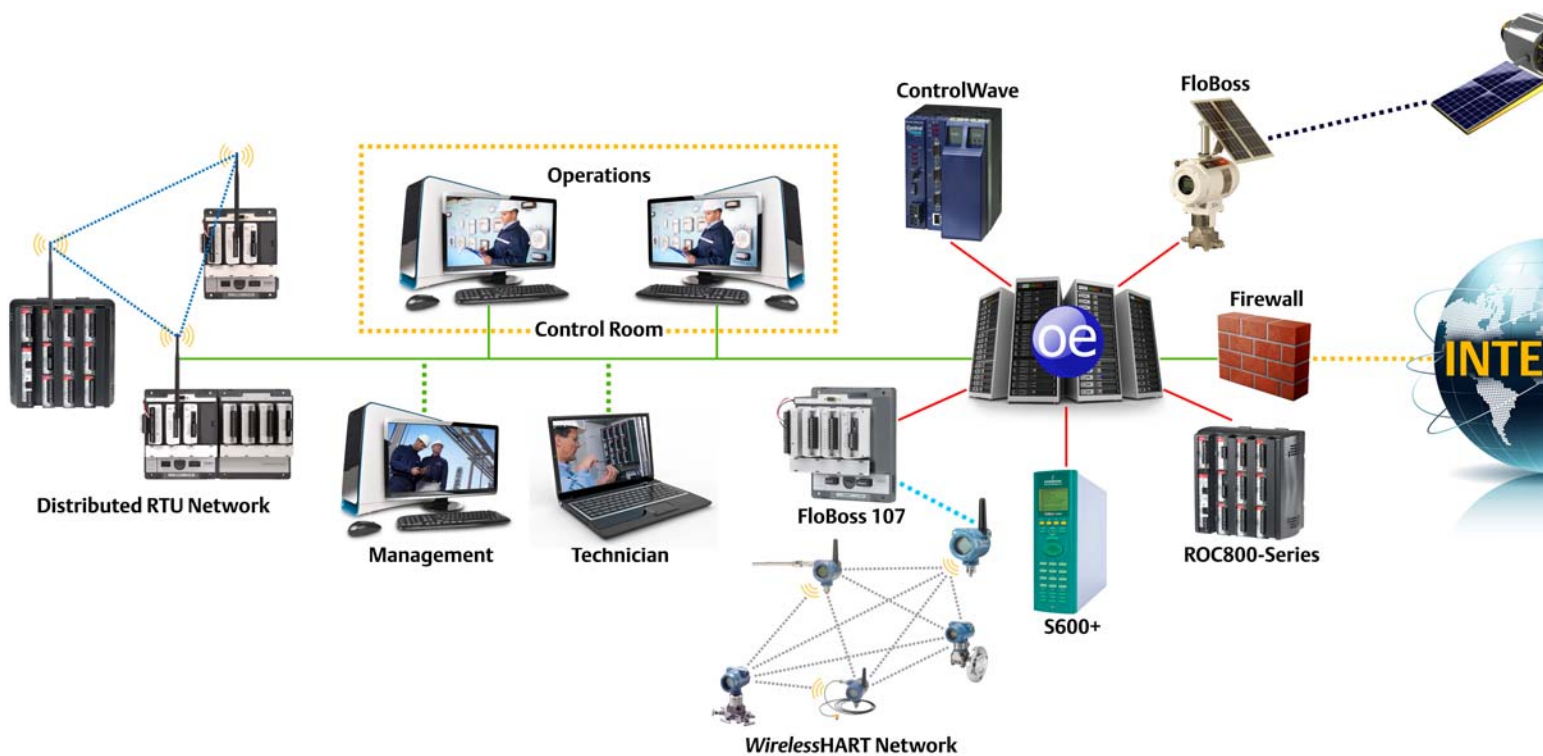 ControlWave
FloBoss
Operations
Control Room
Firewall
oe
INTE
Distributed RTU Network
Management
Technician
FloBoss 107
S600+
ROC800-Series
WirelessHART Network